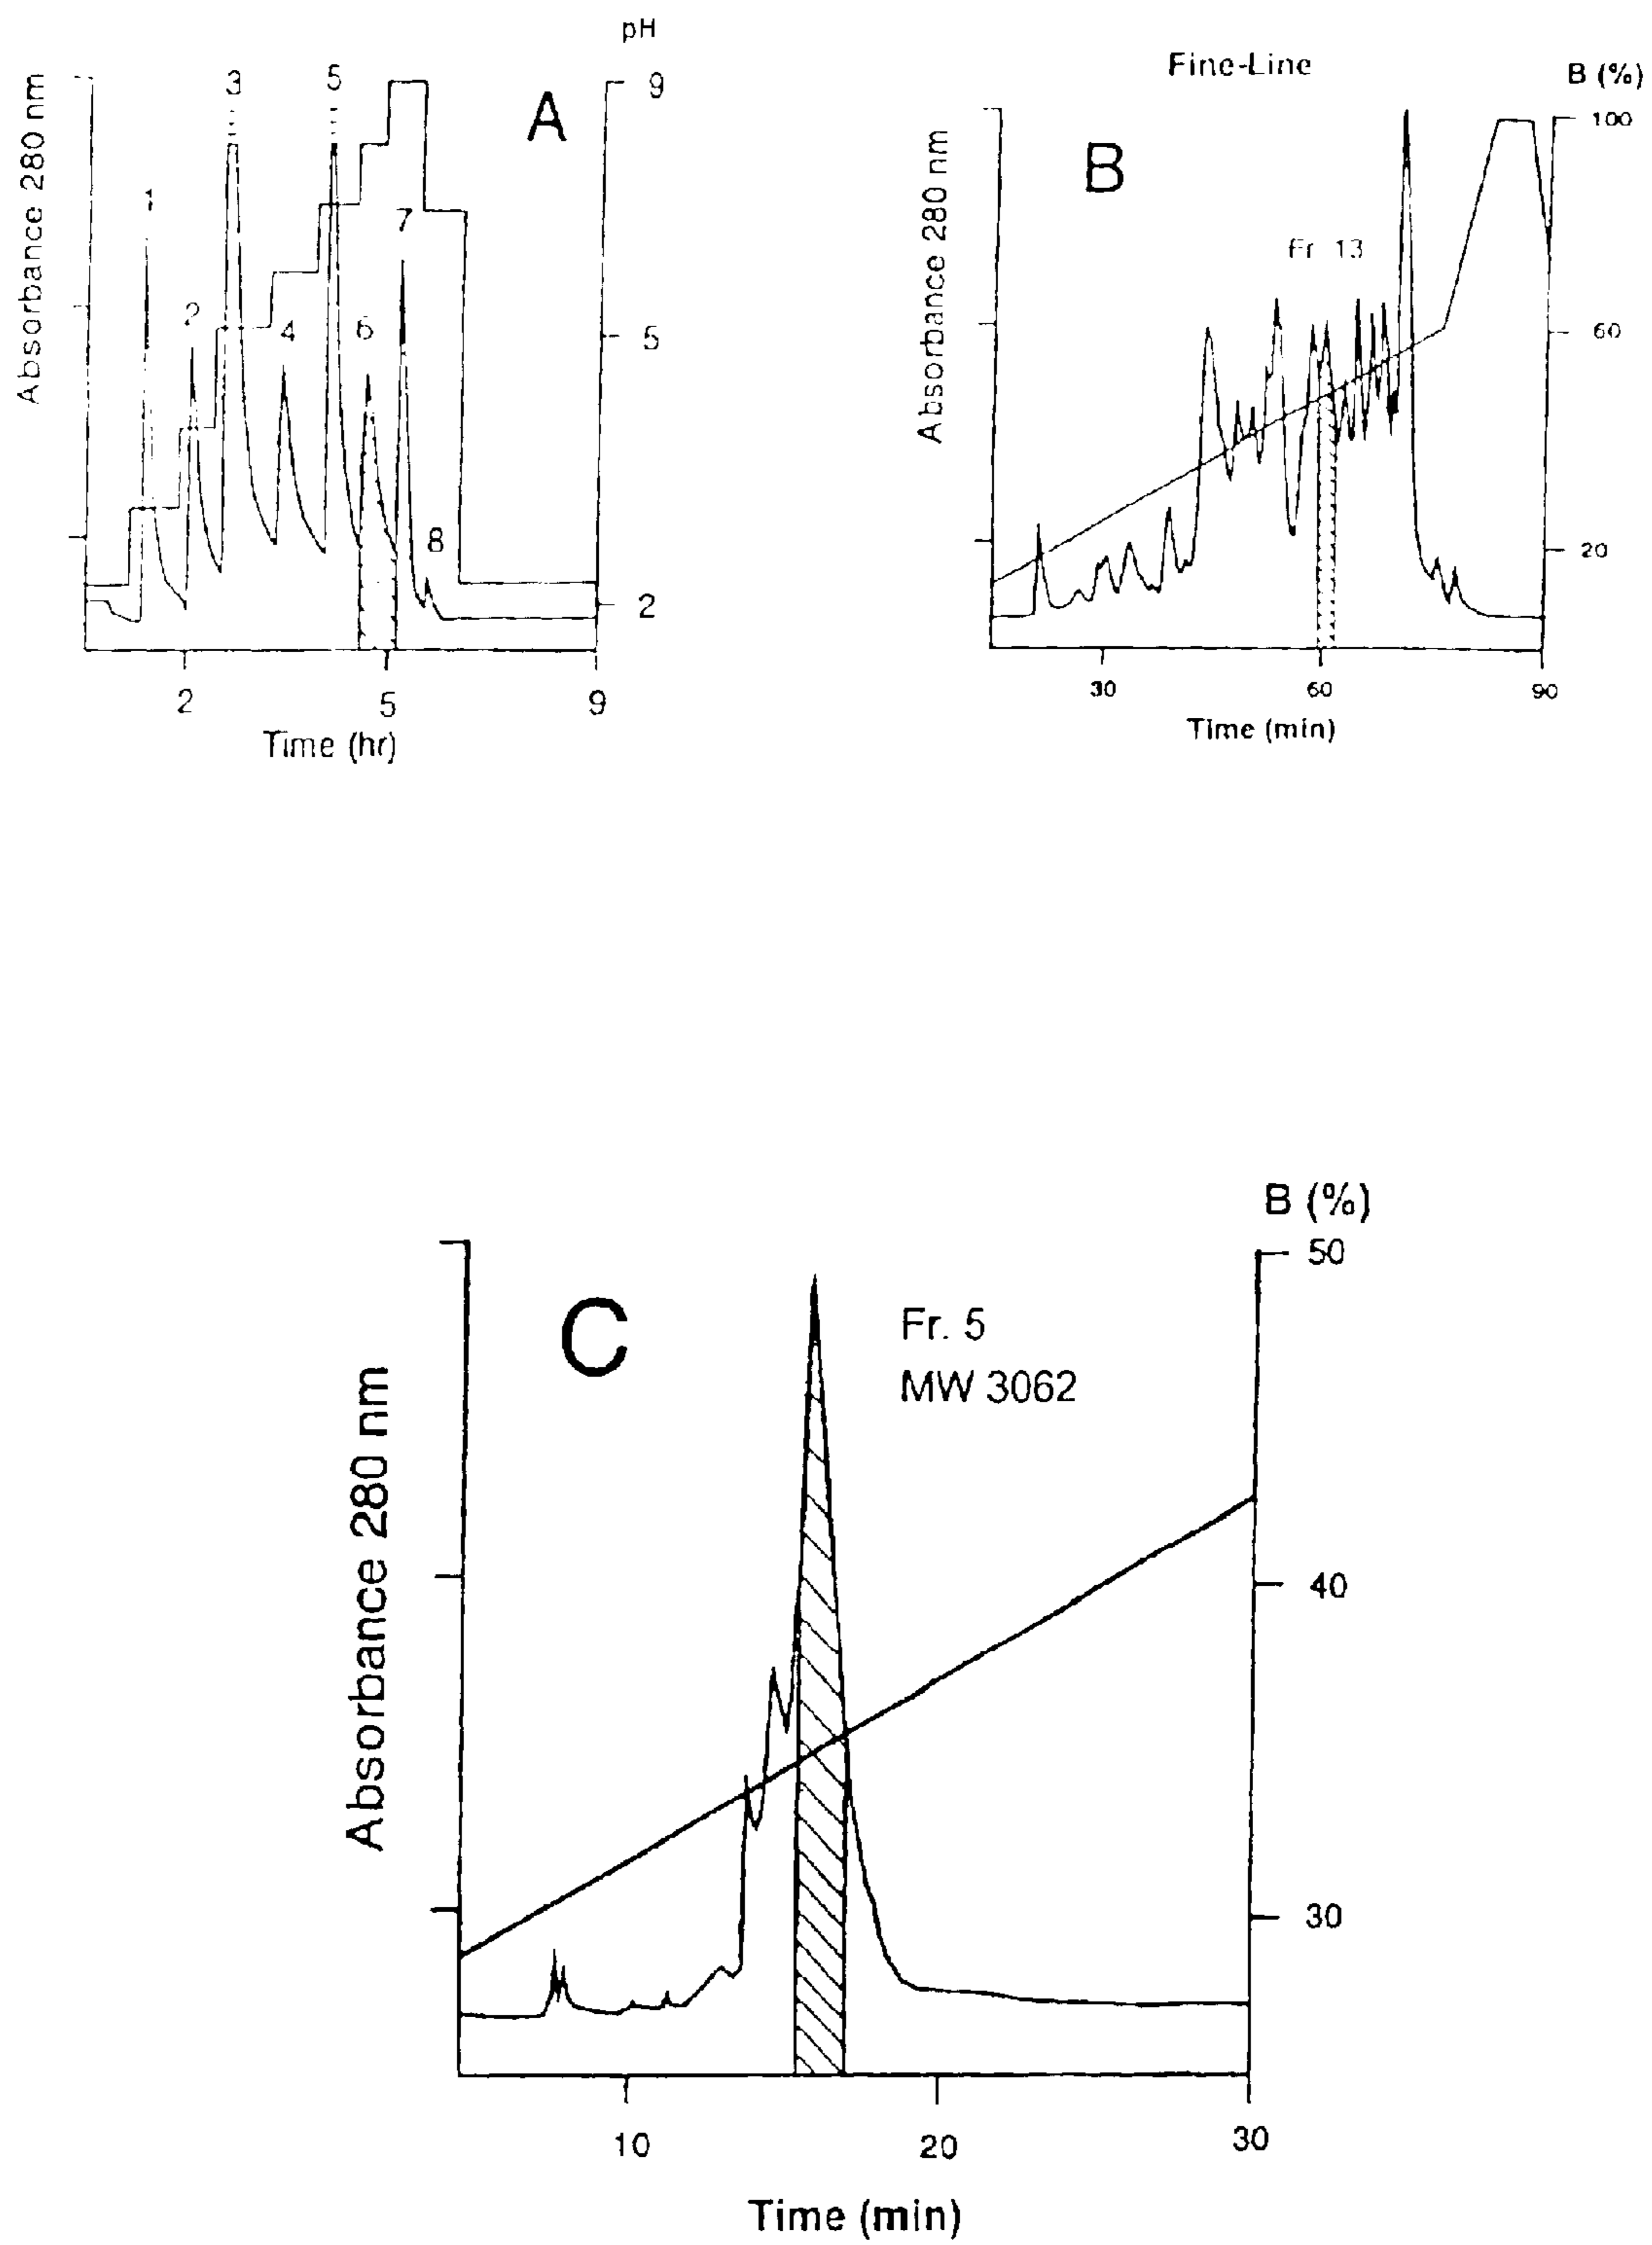 pH
A
Absorbance 280 nm
9
5
2
1
2
3
4
5
6
7
8
2
5
9
Time (hr)
Fine-Line
B (%)
B
Absorbance 280 nm
Fr 13
100
60
20
30
60
90
Time (min)
B (%)
C
Absorbance 280 nm
Fr. 5
MW 3062
50
40
30
10
20
30
Time (min)